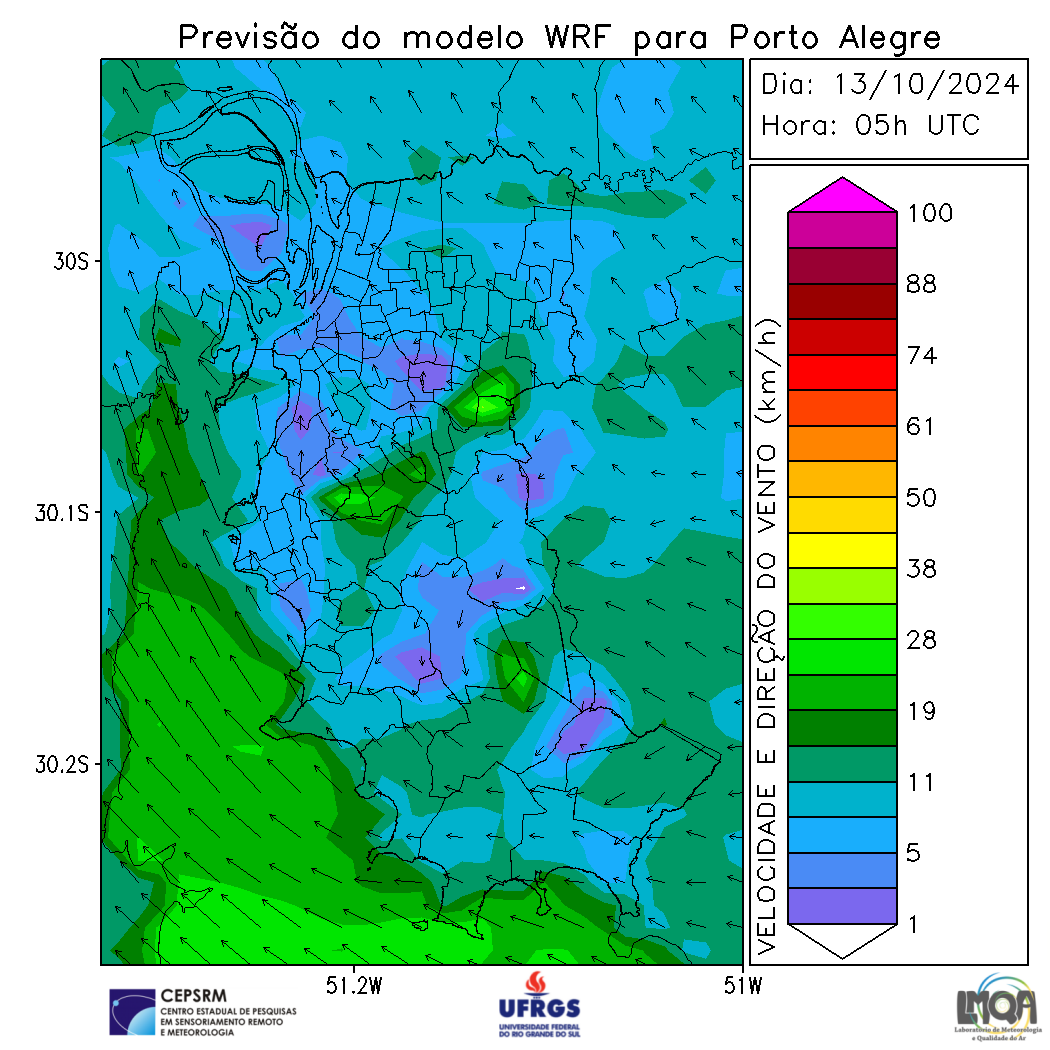 Previsão do modelo WRF para Porto Alegre
Dia: 13/10/2024
Hora: 05h UTC
30S
30.1S
30.2S
51.2W
51W
VELOCIDADE E DIREÇÃO DO VENTO (km/h)
100
88
74
61
50
38
28
19
11
5
1
CEPSRM
CENTRO ESTADUAL DE PESQUISAS
EM SENSORIAMENTO REMOTO
E METEOROLOGIA
UFRGS
UNIVERSIDADE FEDERAL
DO RIO GRANDE DO SUL
LMQA
Laboratório de Meteorologia
e Qualidade do Ar